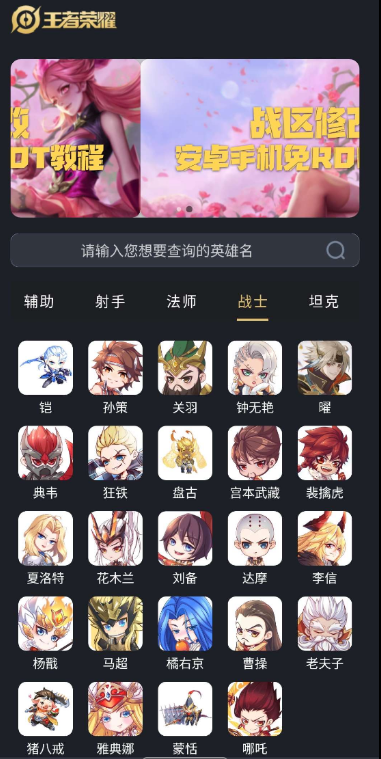 王者荣耀
OT教程
战区修改
安卓手机免ROO
请输入您想要查询的英雄名
辅助 射手 法师 战士 坦克
铠 孙策 关羽 钟无艳 曜
典韦 狂铁 盘古 宫本武藏 裴擒虎
夏洛特 花木兰 刘备 达摩 李信
杨戬 马超 橘右京 曹操 老夫子
猪八戒 雅典娜 蒙恬 哪吒